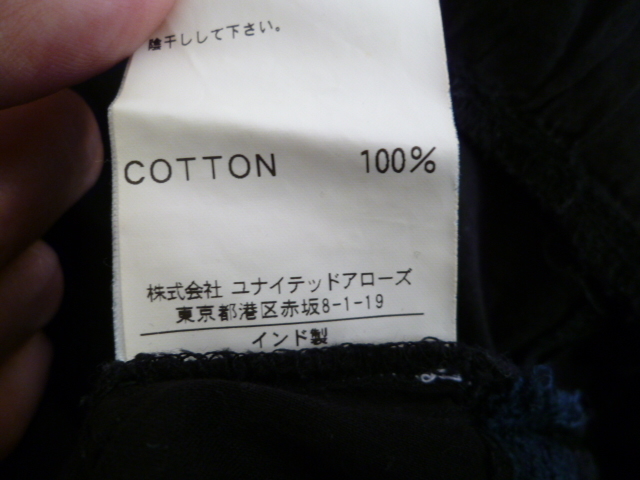 陰干しして下さい。
COTTON 100%
株式会社 ユナイテッドアローズ
東京都港区赤坂8-1-19
インド製